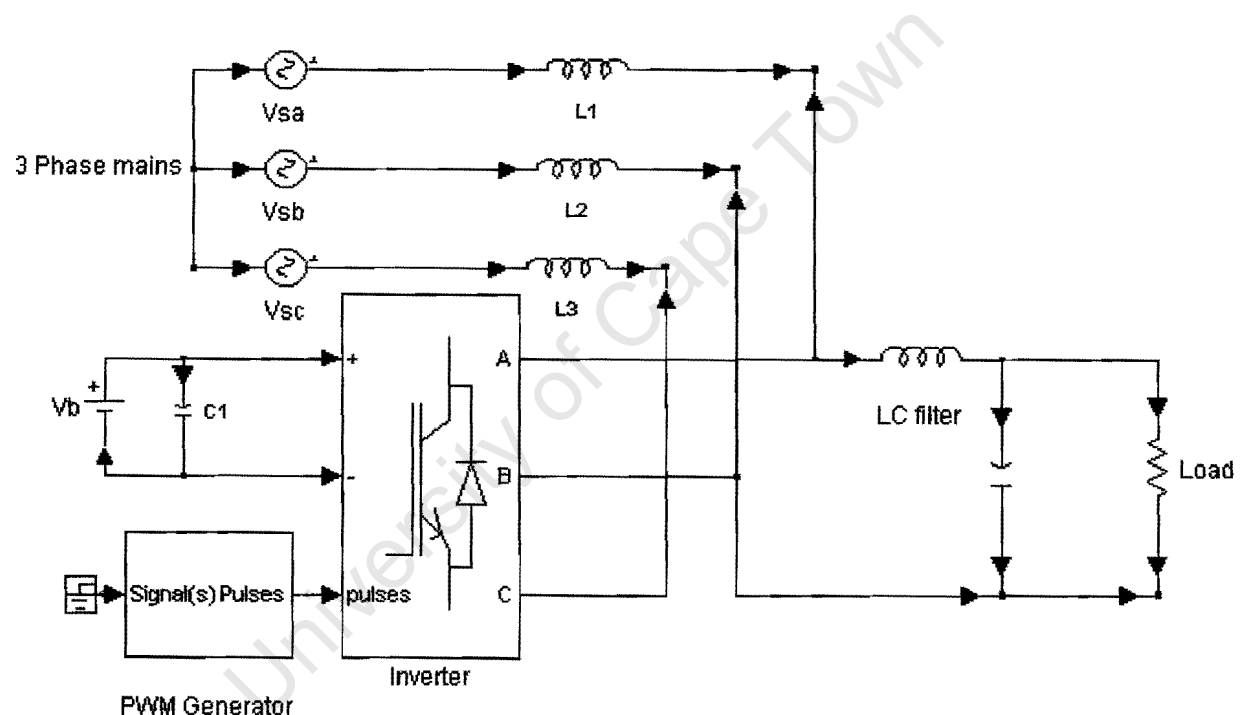 Vsa
L1
3 Phase mains
Vsb
L2
Vsc
L3
+
A
Vb
+
C1
LC filter
-
B
Load
Signal(s) Pulses
pulses
C
Inverter
PWM Generator
University of Cape Town